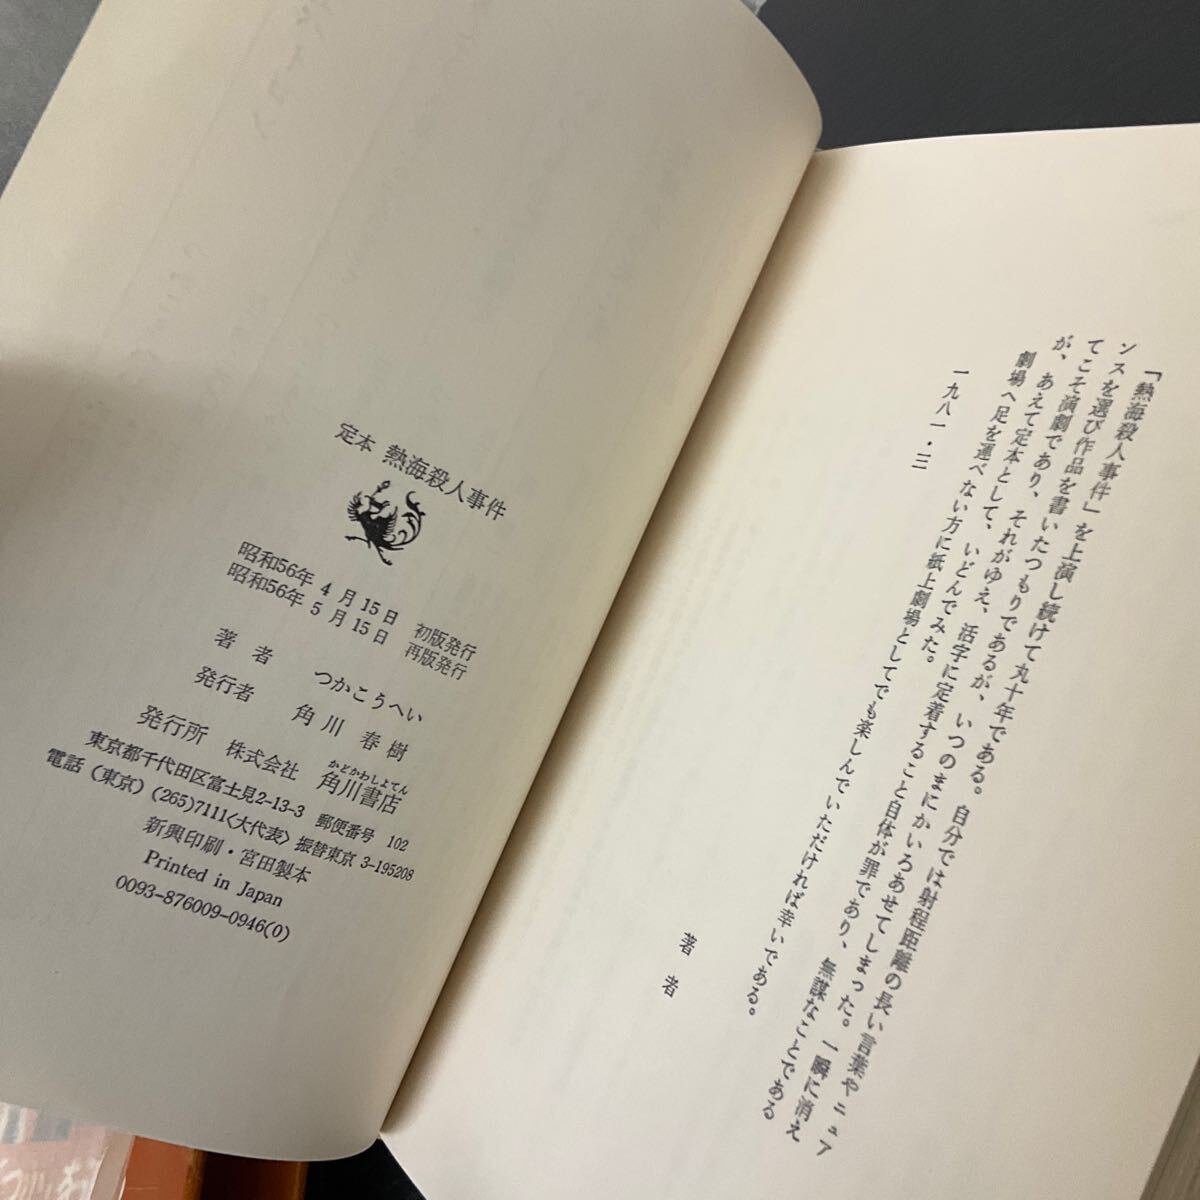 「熱海殺人事件」を上演し続けて丸十年である。自分では射程距離の長い言葉やニュア
ンスを選び作品を書いたつもりであるが、いつのまにかいろあせてしまった。一瞬に消え
てこそ演劇であり、それがゆえ、活字に定着すること自体が罪であり、無謀なことである
が、あえて定本として、いどんでみた。
劇場へ足を運べない方に紙上劇場としてでも楽しんでいただければ幸いである。
一九八一・三
著者
定本 熱海殺人事件
昭和56年 4月15日 初版発行
昭和56年 5月15日 再版発行
著者 つかこうへい
発行者 角川春樹
発行所 株式会社 角川書店
かどかわしよてん
東京都千代田区富士見2-13-3 郵便番号 102
電話(東京)(265)7111〈大代表〉振替東京 3-195208
新興印刷・宮田製本
Printed in Japan
0093-876009-0946(0)